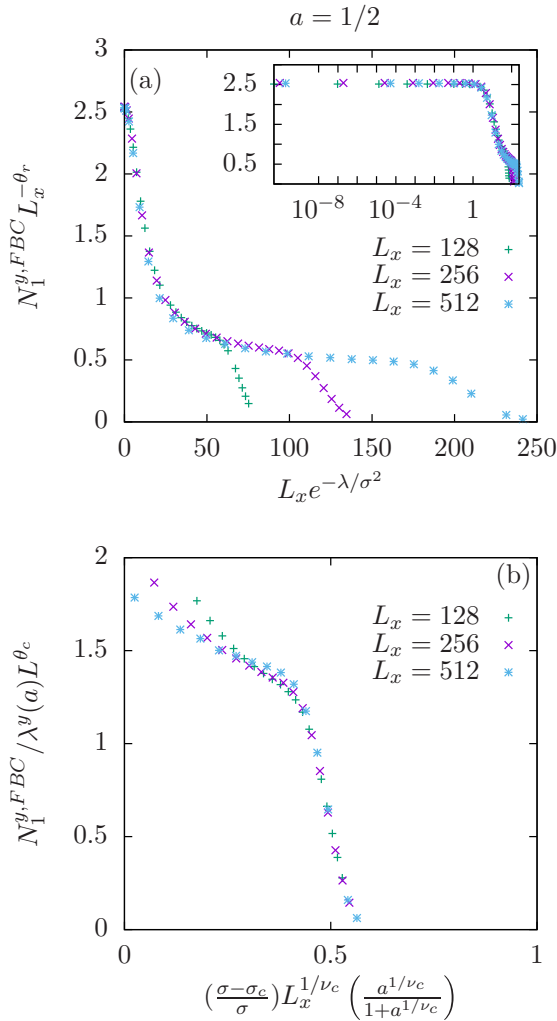 a = 1/2
(a)
N_1^{y,FBC} L_x^{-θ_r}
3
2.5
2
1.5
1
0.5
0
2.5
1.5
0.5
10^{-8} 10^{-4} 1
L_x = 128
L_x = 256
L_x = 512
0 50 100 150 200 250
L_x e^{-λ/σ^2}
(b)
N_1^{y,FBC}/λ^y(a)L^{θ_c}
2
1.5
1
0.5
0
L_x = 128
L_x = 256
L_x = 512
0 0.5 1
(\frac{σ-σ_c}{σ})L_x^{1/ν_c}(\frac{a^{1/ν_c}}{1+a^{1/ν_c}})